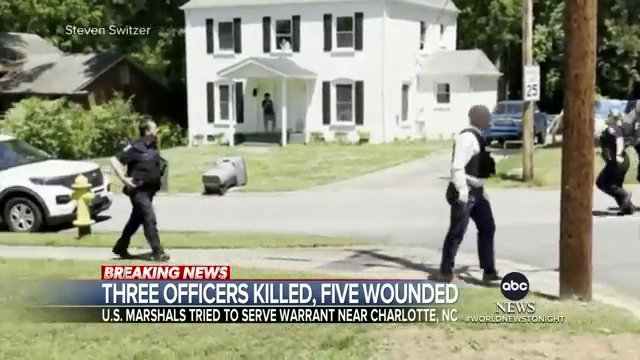 Steven Switzer
25
BREAKING NEWS
THREE OFFICERS KILLED, FIVE WOUNDED
U.S. MARSHALS TRIED TO SERVE WARRANT NEAR CHARLOTTE, NC
abc
NEWS
#WORLDNEWSTONIGHT